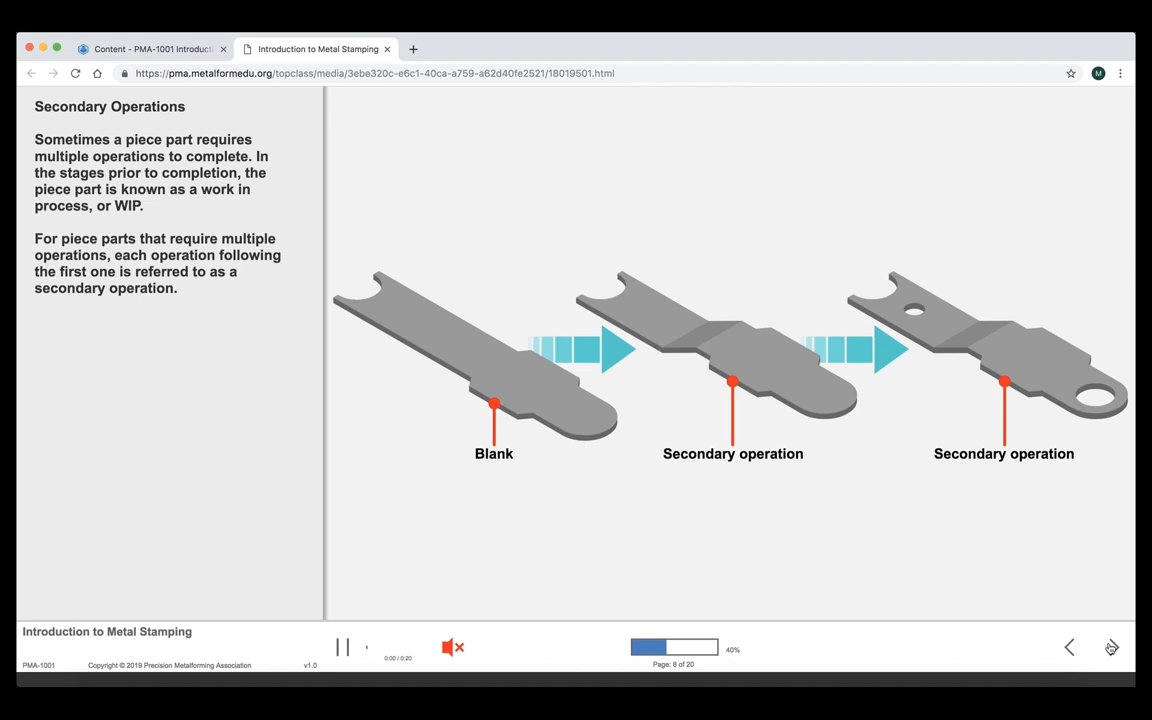 Content - PMA-1001 Introducti
Introduction to Metal Stamping
https://pma.metalformedu.org/topclass/media/3ebe320c-e6c1-40ca-a759-a62d40fe2521/18019501.html
M
Secondary Operations
Sometimes a piece part requires
multiple operations to complete. In
the stages prior to completion, the
piece part is known as a work in
process, or WIP.
For piece parts that require multiple
operations, each operation following
the first one is referred to as a
secondary operation.
Blank
Secondary operation
Secondary operation
Introduction to Metal Stamping
0:00 / 0:20
40%
PMA-1001
Copyright © 2019 Precision Metalforming Association
v1.0
Page: 8 of 20